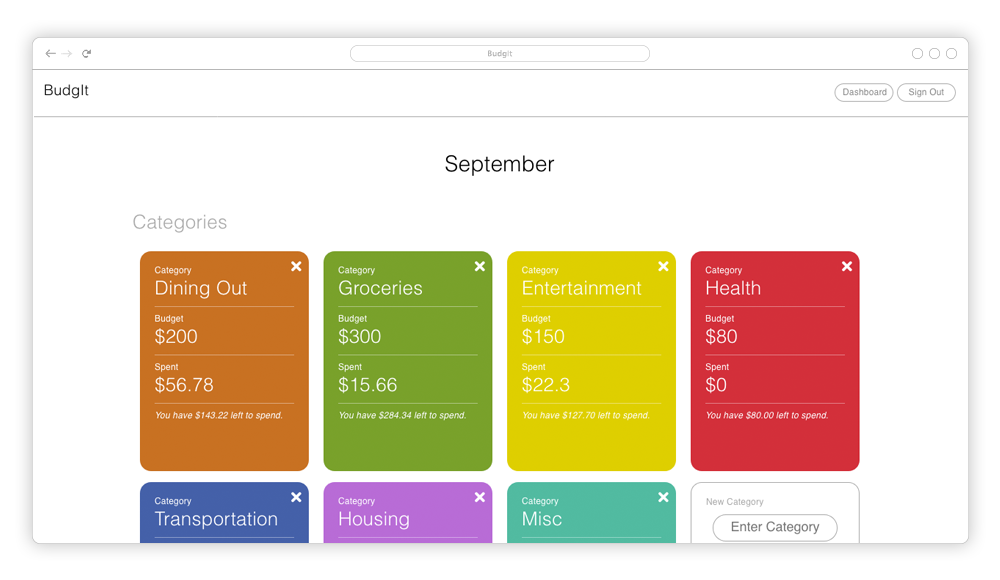 BudgIt
BudgIt
Dashboard
Sign Out
September
Categories
Category
Dining Out
Budget
$200
Spent
$56.78
You have $143.22 left to spend.
Category
Groceries
Budget
$300
Spent
$15.66
You have $284.34 left to spend.
Category
Entertainment
Budget
$150
Spent
$22.3
You have $127.70 left to spend.
Category
Health
Budget
$80
Spent
$0
You have $80.00 left to spend.
Category
Transportation
Category
Housing
Category
Misc
New Category
Enter Category